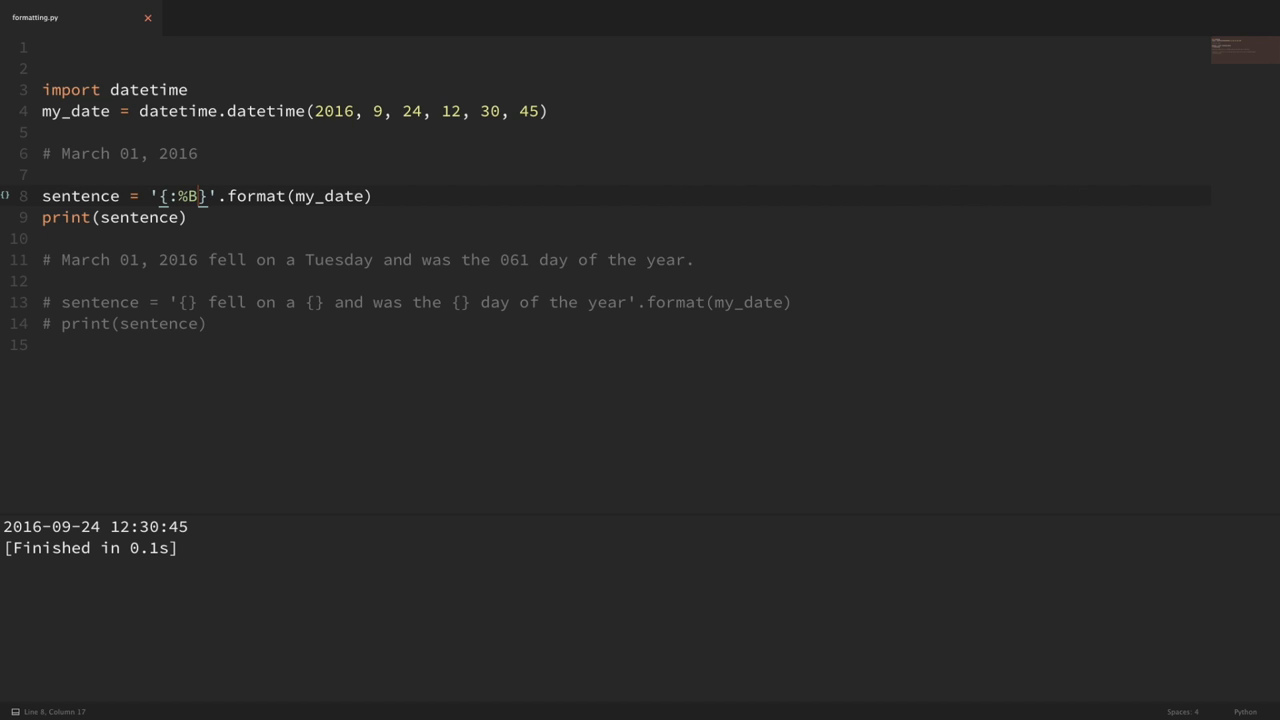 formatting.py
1
2
3 import datetime
4 my_date = datetime.datetime(2016, 9, 24, 12, 30, 45)
5
6 # March 01, 2016
7
{} 8 sentence = '{:%B}'.format(my_date)
9 print(sentence)
10
11 # March 01, 2016 fell on a Tuesday and was the 061 day of the year.
12
13 # sentence = '{} fell on a {} and was the {} day of the year'.format(my_date)
14 # print(sentence)
15
2016-09-24 12:30:45
[Finished in 0.1s]
Line 8, Column 17 Spaces: 4 Python